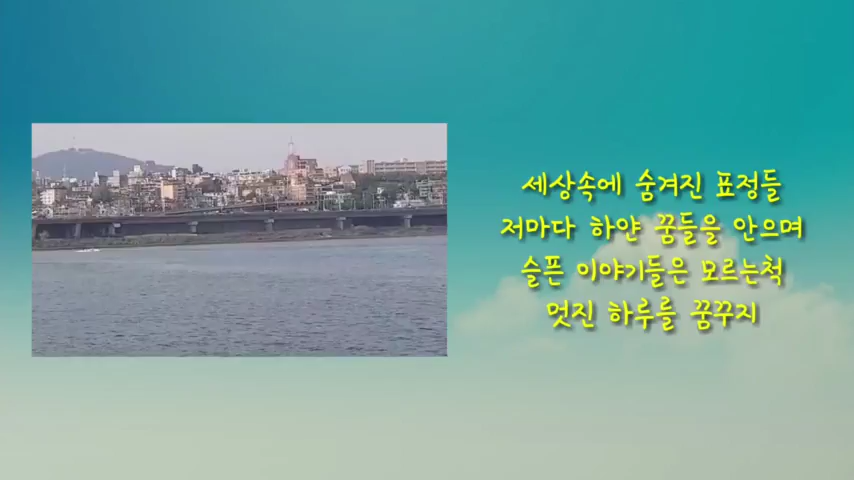 세상속에 숨겨진 표정들
저마다 하얀 꿈들을 안으며
슬픈 이야기들은 모르는척
멋진 하루를 꿈꾸지